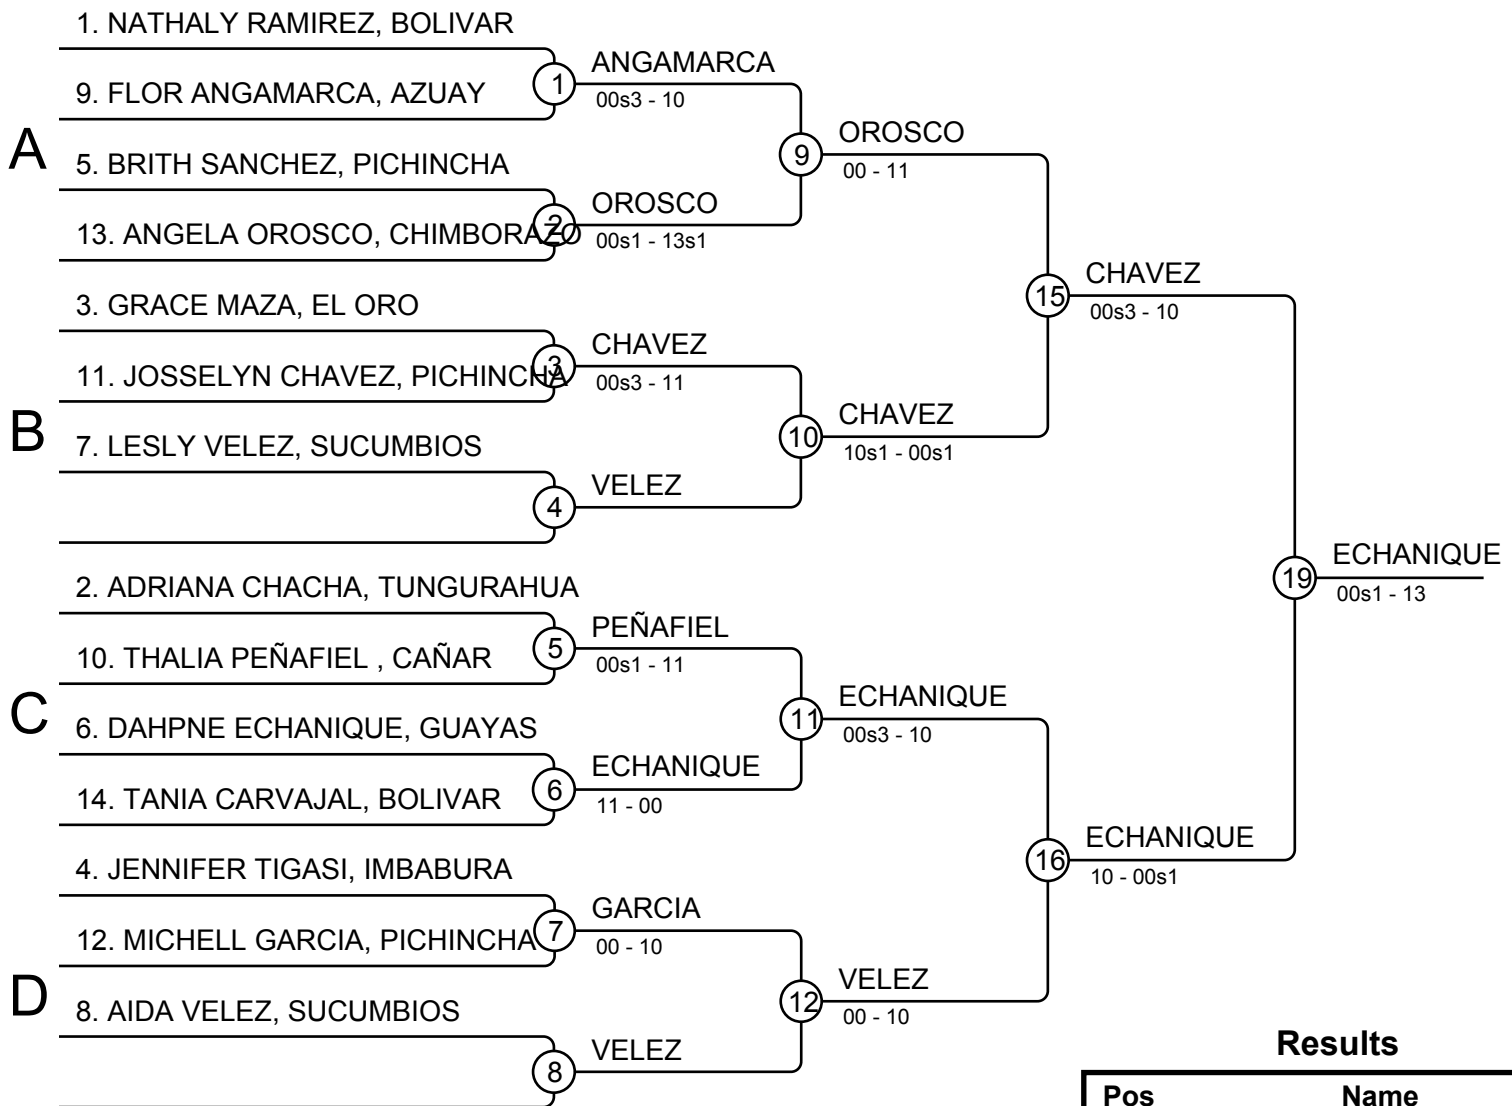 1. NATHALY RAMIREZ, BOLIVAR
9. FLOR ANGAMARCA, AZUAY
1
ANGAMARCA
00s3 - 10
A
5. BRITH SANCHEZ, PICHINCHA
13. ANGELA OROSCO, CHIMBORAZO
2
OROSCO
00s1 - 13s1
9
OROSCO
00 - 11
3. GRACE MAZA, EL ORO
11. JOSSELYN CHAVEZ, PICHINCHA
3
CHAVEZ
00s3 - 11
B
7. LESLY VELEZ, SUCUMBIOS
4
VELEZ
10
CHAVEZ
10s1 - 00s1
15
CHAVEZ
00s3 - 10
2. ADRIANA CHACHA, TUNGURAHUA
10. THALIA PEÑAFIEL , CAÑAR
5
PEÑAFIEL
00s1 - 11
C
6. DAHPNE ECHANIQUE, GUAYAS
14. TANIA CARVAJAL, BOLIVAR
6
ECHANIQUE
11 - 00
11
ECHANIQUE
00s3 - 10
4. JENNIFER TIGASI, IMBABURA
12. MICHELL GARCIA, PICHINCHA
7
GARCIA
00 - 10
D
8. AIDA VELEZ, SUCUMBIOS
8
VELEZ
12
VELEZ
00 - 10
16
ECHANIQUE
10 - 00s1
19
ECHANIQUE
00s1 - 13
Results
Pos Name